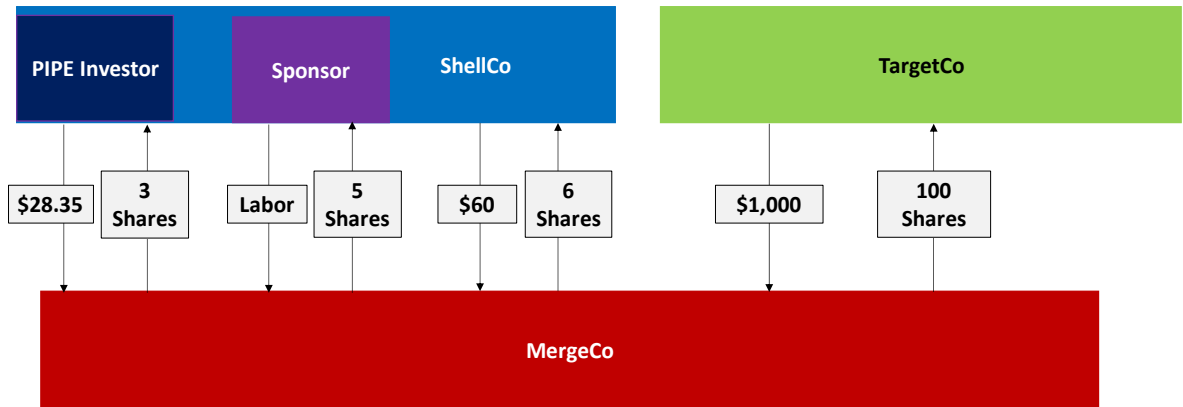 PIPE Investor
Sponsor
ShellCo
TargetCo
$28.35
3
Shares
Labor
5
Shares
$60
6
Shares
$1,000
100
Shares
MergeCo